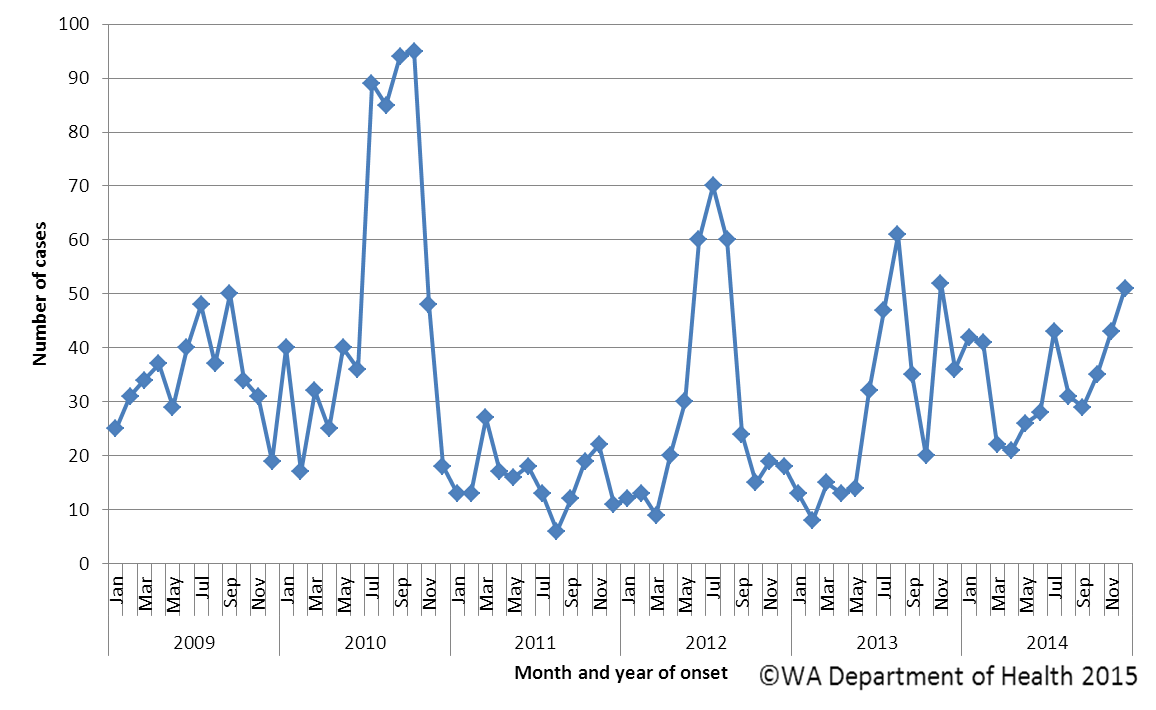 100
90
80
70
60
50
40
30
20
10
0
Number of cases
Jan Mar May Jul Sep Nov Jan Mar May Jul Sep Nov Jan Mar May Jul Sep Nov Jan Mar May Jul Sep Nov Jan Mar May Jul Sep Nov Jan Mar May Jul Sep Nov
2009 2010 2011 2012 2013 2014
Month and year of onset
©WA Department of Health 2015